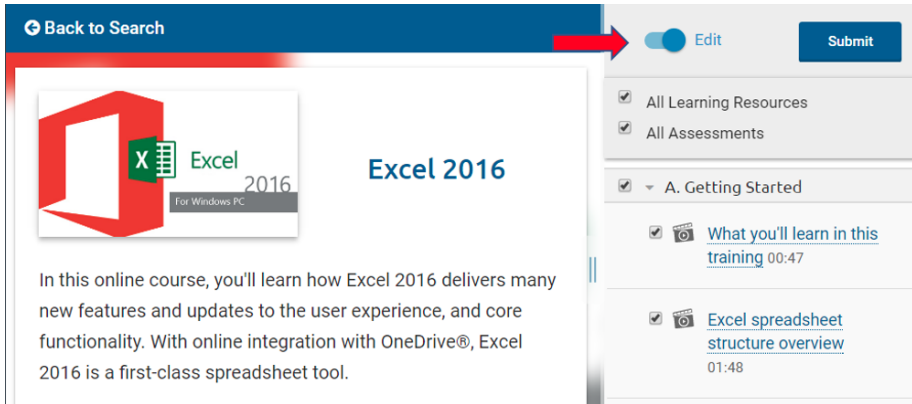 Back to Search
Edit
Submit
All Learning Resources
All Assessments
X
Excel
2016
For Windows PC
Excel 2016
A. Getting Started
What you'll learn in this
training 00:47
In this online course, you'll learn how Excel 2016 delivers many
new features and updates to the user experience, and core
functionality. With online integration with OneDrive®, Excel
2016 is a first-class spreadsheet tool.
Excel spreadsheet
structure overview
01:48